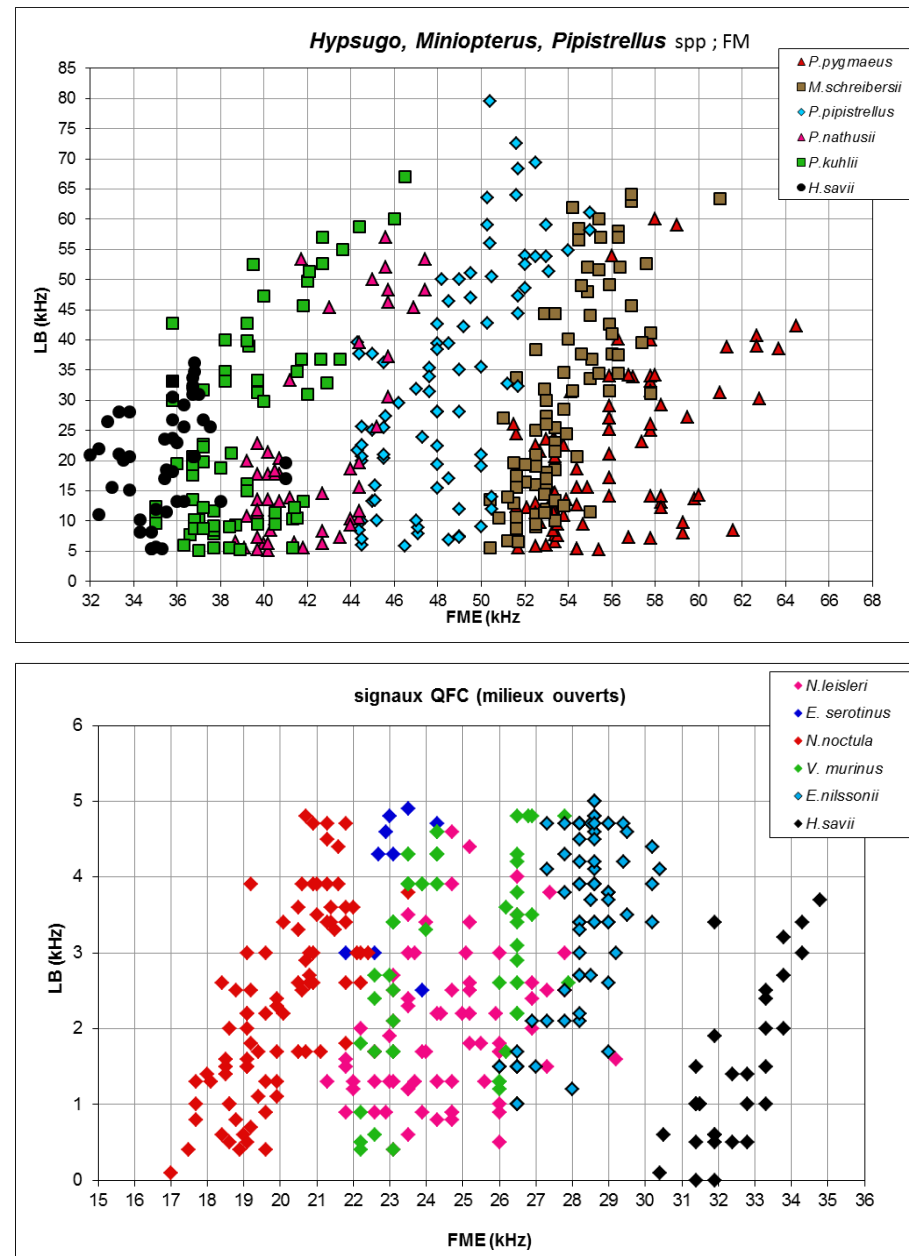 Hypsugo, Miniopterus, Pipistrellus spp ; FM
P.pygmaeus
M.schreibersii
P.pipistrellus
P.nathusii
P.kuhlii
H.savii
LB (kHz)
85
80
75
70
65
60
55
50
45
40
35
30
25
20
15
10
5
0
32 34 36 38 40 42 44 46 48 50 52 54 56 58 60 62 64 66 68
FME (kHz
signaux QFC (milieux ouverts)
N.leisleri
E. serotinus
N.noctula
V. murinus
E.nilssonii
H.savii
LB (kHz)
6
5
4
3
2
1
0
15 16 17 18 19 20 21 22 23 24 25 26 27 28 29 30 31 32 33 34 35 36
FME (kHz)